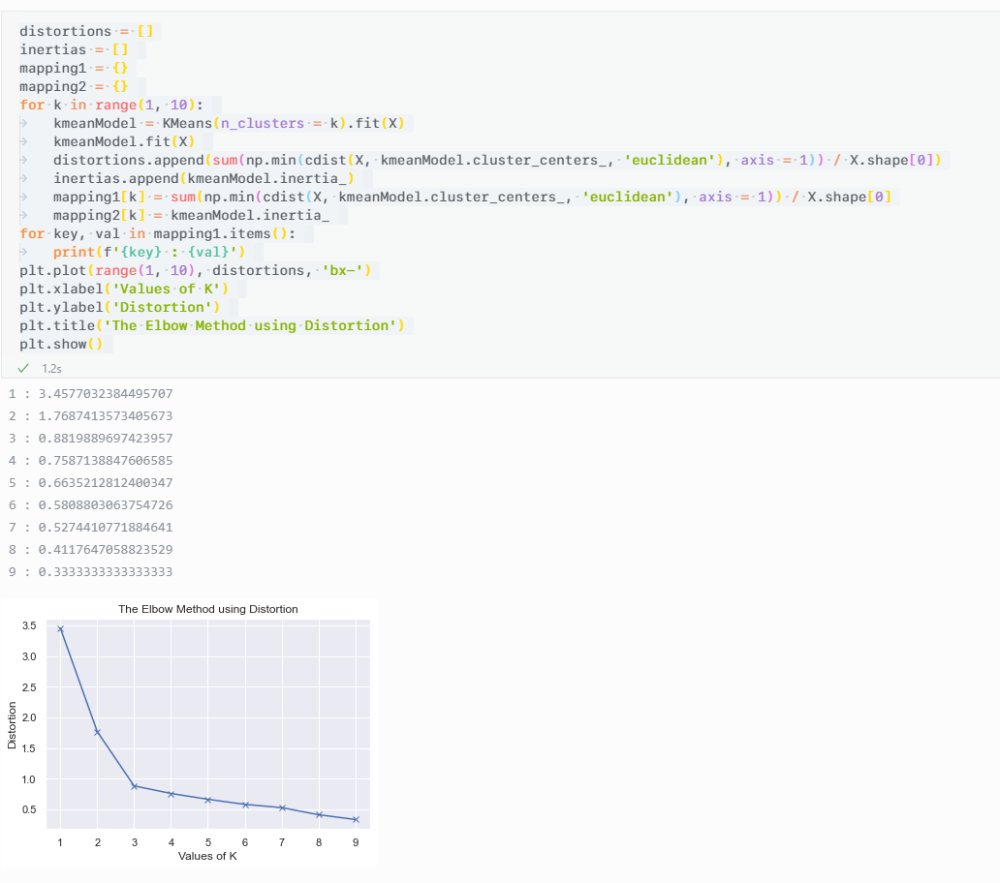 distortions = []
inertias = []
mapping1 = {}
mapping2 = {}
for k in range(1, 10):
    kmeanModel = KMeans(n_clusters = k).fit(X)
    kmeanModel.fit(X)
    distortions.append(sum(np.min(cdist(X, kmeanModel.cluster_centers_, 'euclidean'), axis = 1)) / X.shape[0])
    inertias.append(kmeanModel.inertia_)
    mapping1[k] = sum(np.min(cdist(X, kmeanModel.cluster_centers_, 'euclidean'), axis = 1)) / X.shape[0]
    mapping2[k] = kmeanModel.inertia_
for key, val in mapping1.items():
    print(f'{key} : {val}')
plt.plot(range(1, 10), distortions, 'bx-')
plt.xlabel('Values of K')
plt.ylabel('Distortion')
plt.title('The Elbow Method using Distortion')
plt.show()
1.2s
1 : 3.4577032384495707
2 : 1.7687413573405673
3 : 0.8819889697423957
4 : 0.7587138847606585
5 : 0.6635212812400347
6 : 0.5808803063754726
7 : 0.5274410771884641
8 : 0.4117647058823529
9 : 0.3333333333333333
The Elbow Method using Distortion
3.5
3.0
2.5
2.0
1.5
1.0
0.5
Distortion
1 2 3 4 5 6 7 8 9
Values of K